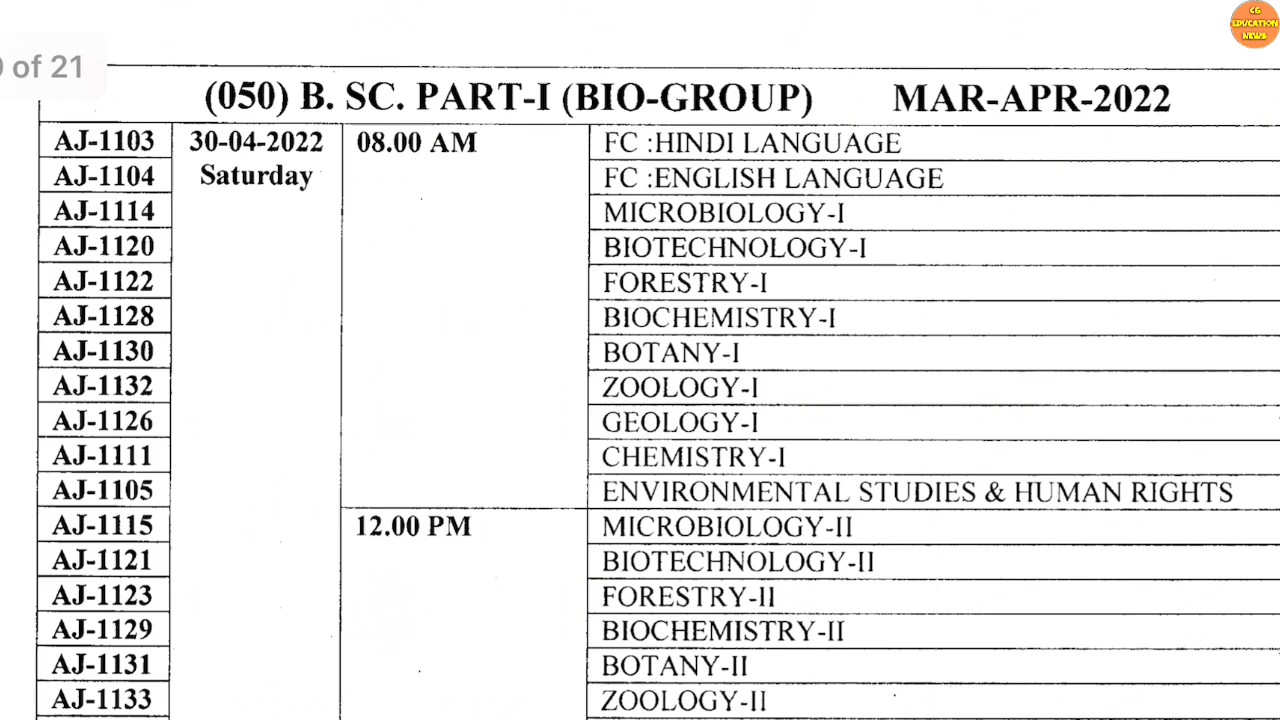 CG
EDUCATION
NEWS
of 21
(050) B. SC. PART-I (BIO-GROUP) MAR-APR-2022
AJ-1103 30-04-2022 08.00 AM FC :HINDI LANGUAGE
AJ-1104 Saturday FC :ENGLISH LANGUAGE
AJ-1114 MICROBIOLOGY-I
AJ-1120 BIOTECHNOLOGY-I
AJ-1122 FORESTRY-I
AJ-1128 BIOCHEMISTRY-I
AJ-1130 BOTANY-I
AJ-1132 ZOOLOGY-I
AJ-1126 GEOLOGY-I
AJ-1111 CHEMISTRY-I
AJ-1105 ENVIRONMENTAL STUDIES & HUMAN RIGHTS
AJ-1115 12.00 PM MICROBIOLOGY-II
AJ-1121 BIOTECHNOLOGY-II
AJ-1123 FORESTRY-II
AJ-1129 BIOCHEMISTRY-II
AJ-1131 BOTANY-II
AJ-1133 ZOOLOGY-II